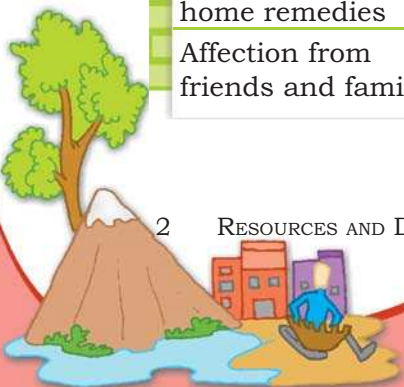 home remedies
Affection from
friends and fami
2 RESOURCES AND D